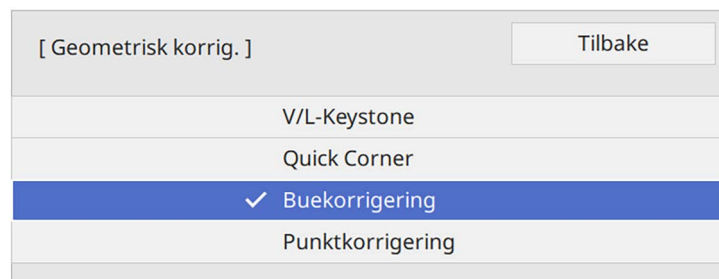 [ Geometrisk korrig. ]
Tilbake
V/L-Keystone
Quick Corner
Buekorrigering
Punktkorrigering